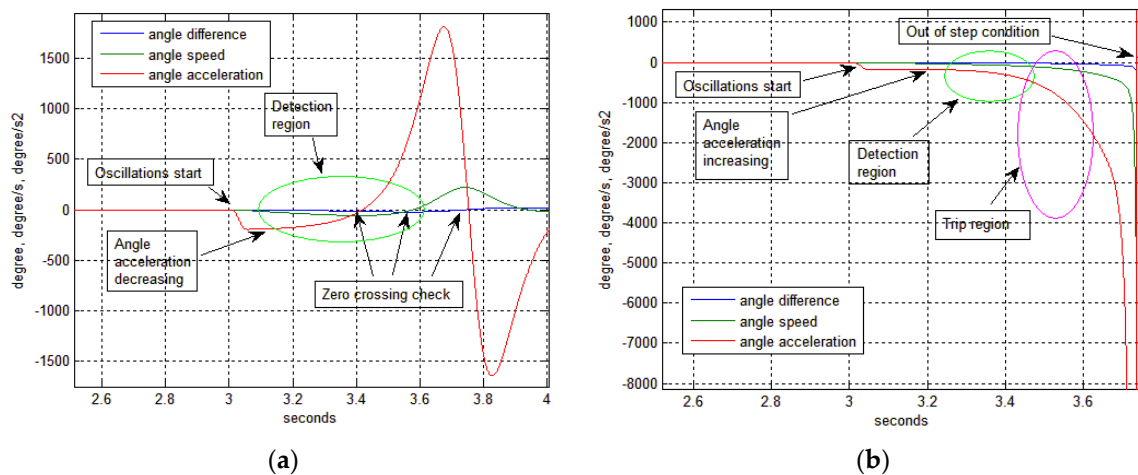 angle difference
angle speed
angle acceleration
Detection
region
Oscillations start
Angle
acceleration
decreasing
Zero crossing check
degree, degree/s, degree/s2
1500
1000
500
0
-500
-1000
-1500
2.6
2.8
3
3.2
3.4
3.6
3.8
4
seconds
(a)
Out of step condition
Oscillations start
Angle
acceleration
increasing
Detection
region
Trip region
angle difference
angle speed
angle acceleration
degree, degree/s, degree/s2
1000
0
-1000
-2000
-3000
-4000
-5000
-6000
-7000
-8000
2.6
2.8
3
3.2
3.4
3.6
seconds
(b)